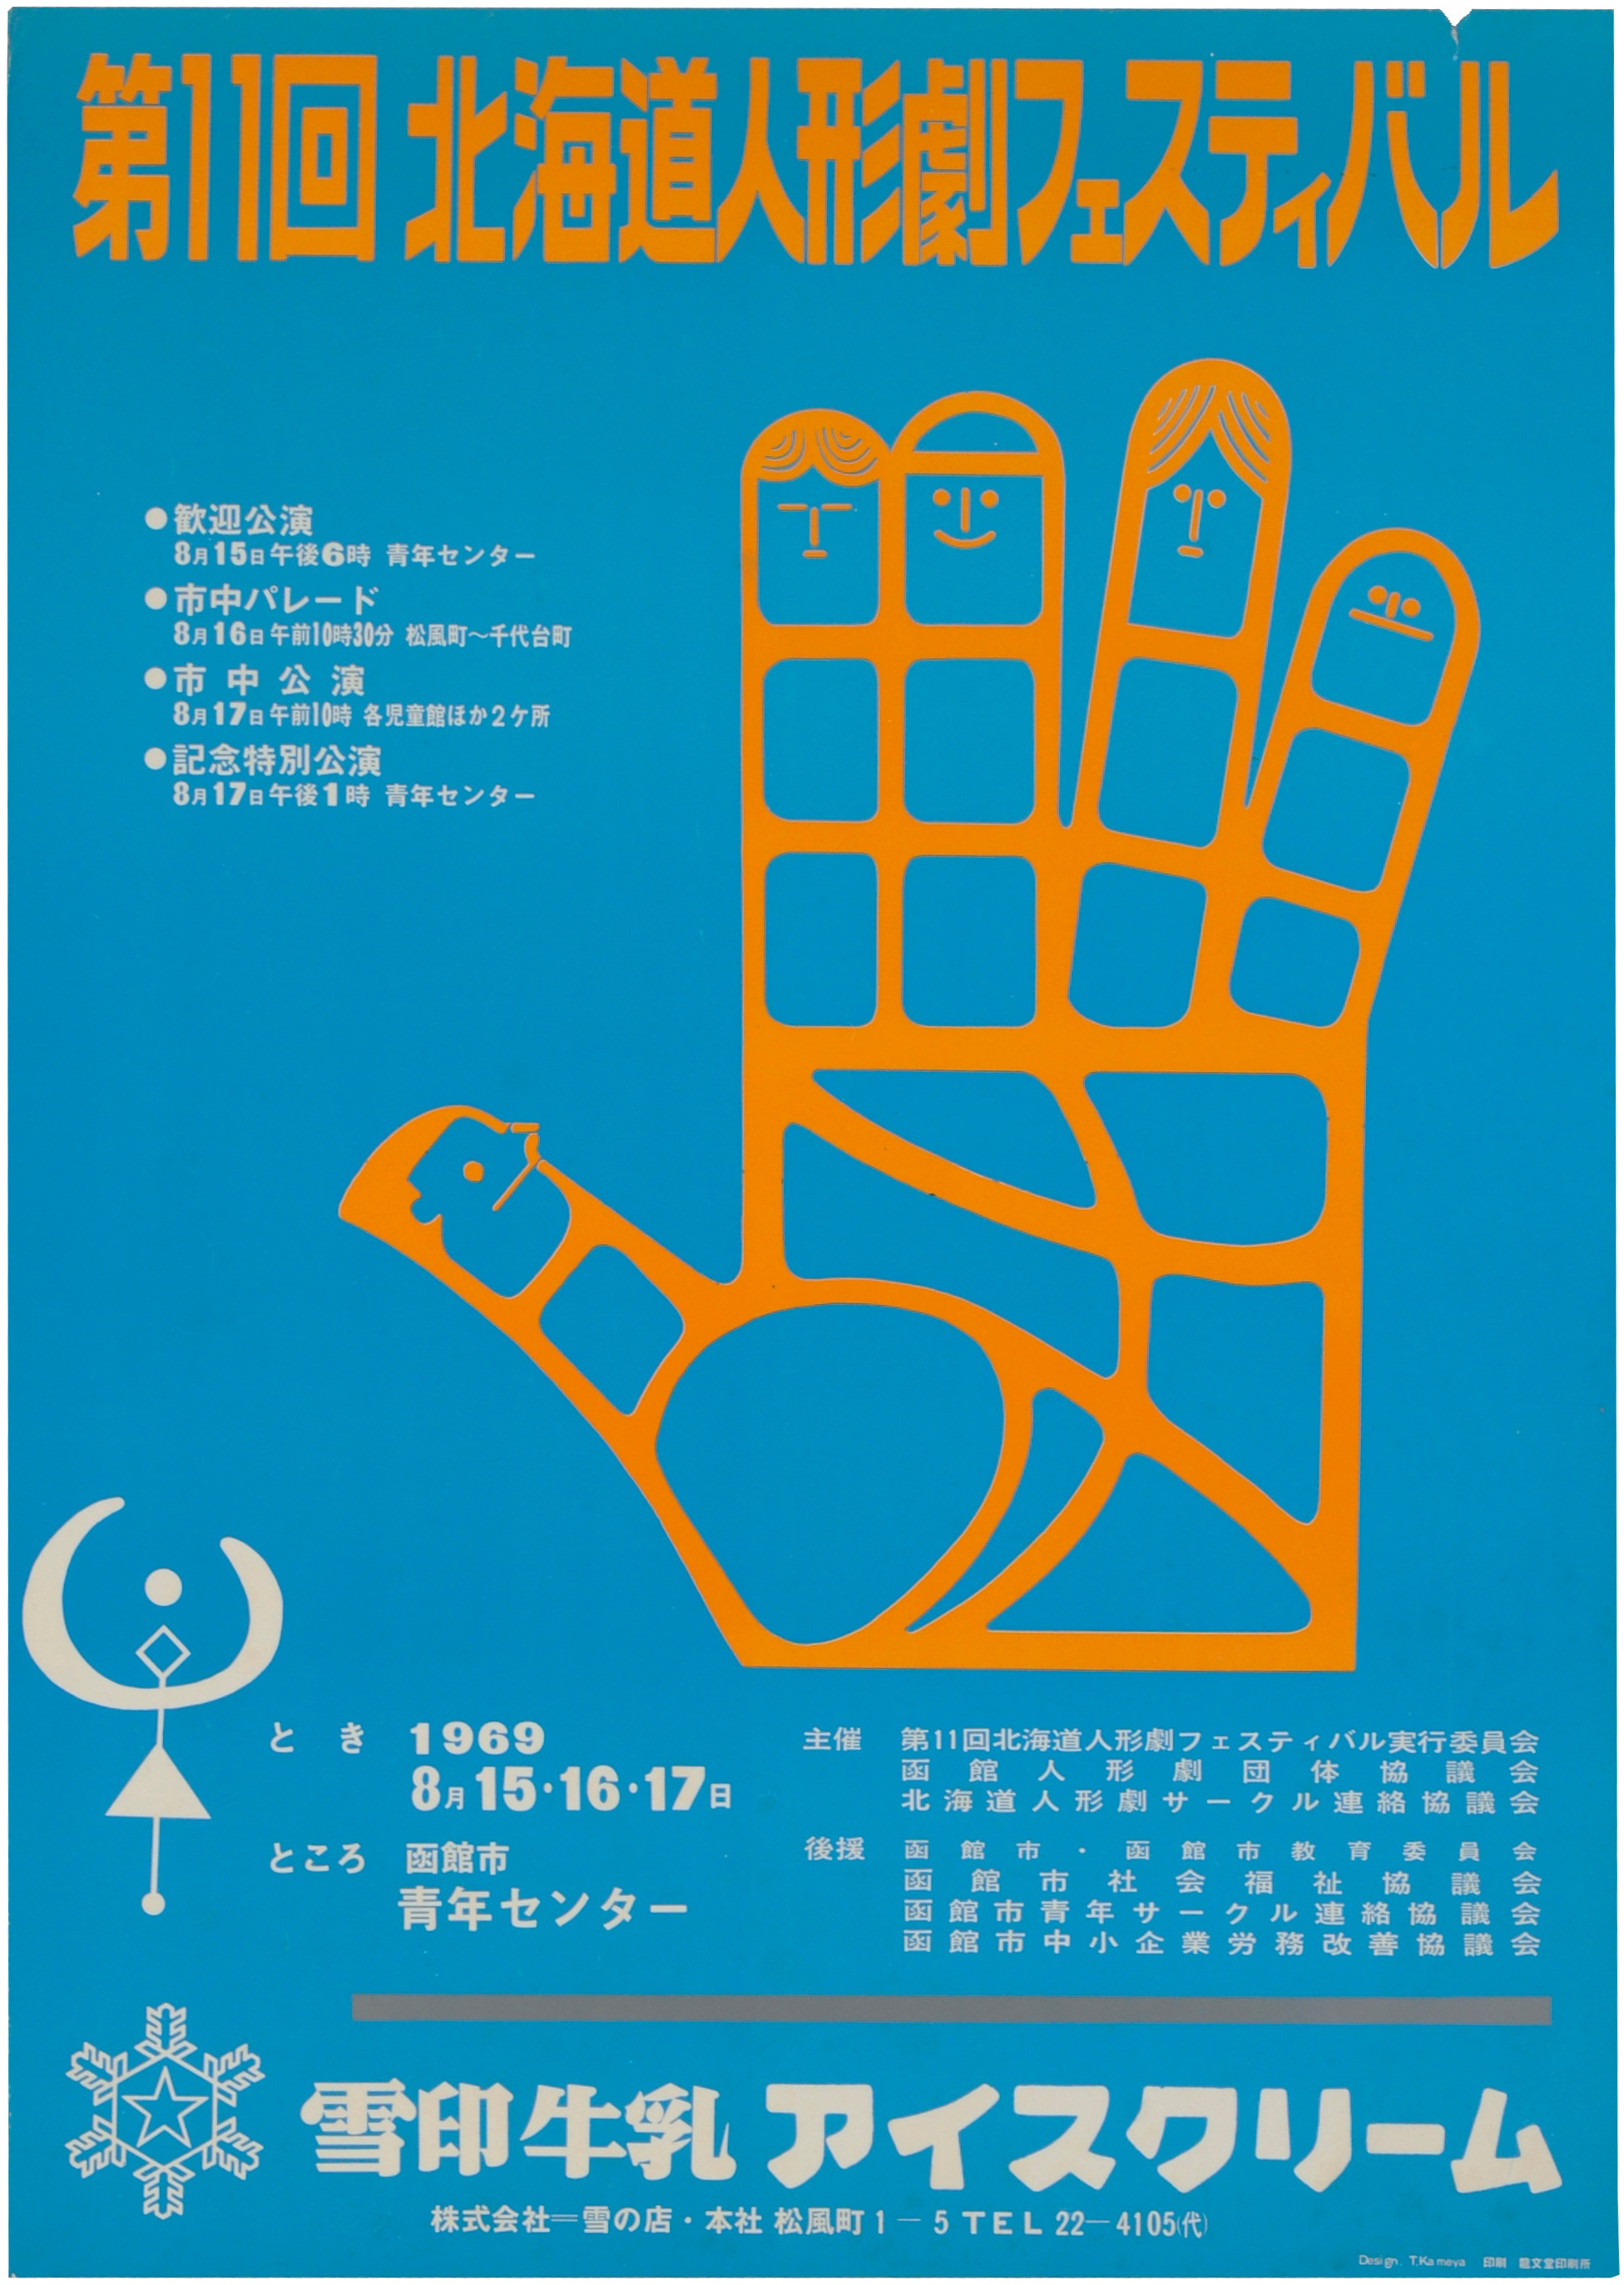 第11回 北海道人形劇フェスティバル
●歓迎公演
8月15日午後6時 青年センター
●市中パレード
8月16日午前10時30分 松風町～千代台町
●市中公演
8月17日午前10時 各児童館ほか2ケ所
●記念特別公演
8月17日午後1時 青年センター
とき 1969
8月15・16・17日
ところ 函館市
青年センター
主催 第11回北海道人形劇フェスティバル実行委員会
函館人形劇団体協議会
北海道人形劇サークル連絡協議会
後援 函館市・函館市教育委員会
函館市社会福祉協議会
函館市青年サークル連絡協議会
函館市中小企業労務改善協議会
雪印牛乳 アイスクリーム
株式会社＝雪の店・本社 松風町1－5 TEL 22－4105(代)
Design. T.Kameya 印刷 文堂印刷所